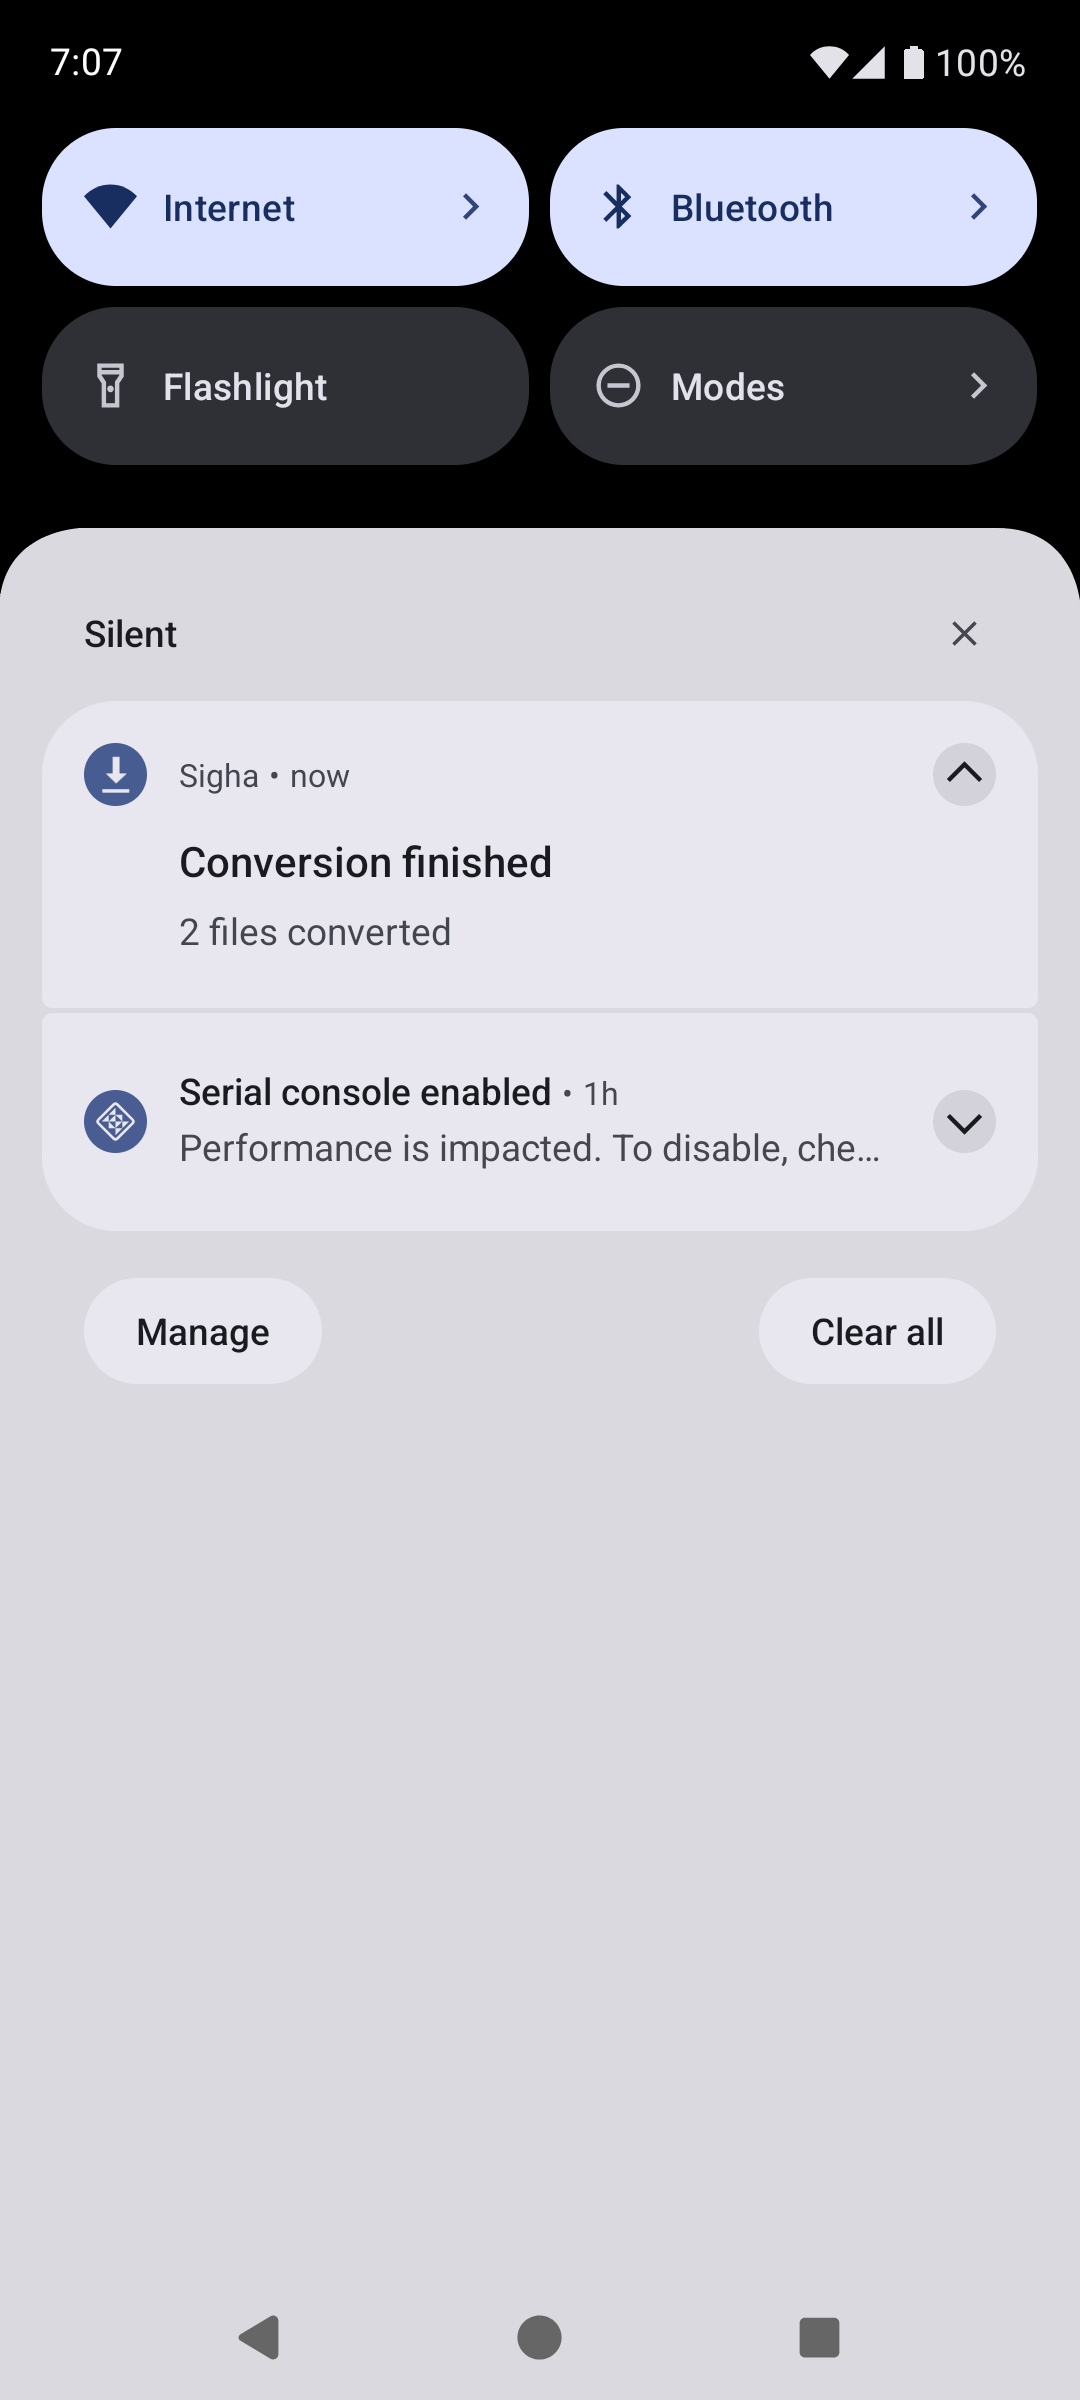 7:07
100%
Internet
Bluetooth
Flashlight
Modes
Silent
Sigha • now
Conversion finished
2 files converted
Serial console enabled • 1h
Performance is impacted. To disable, che…
Manage
Clear all